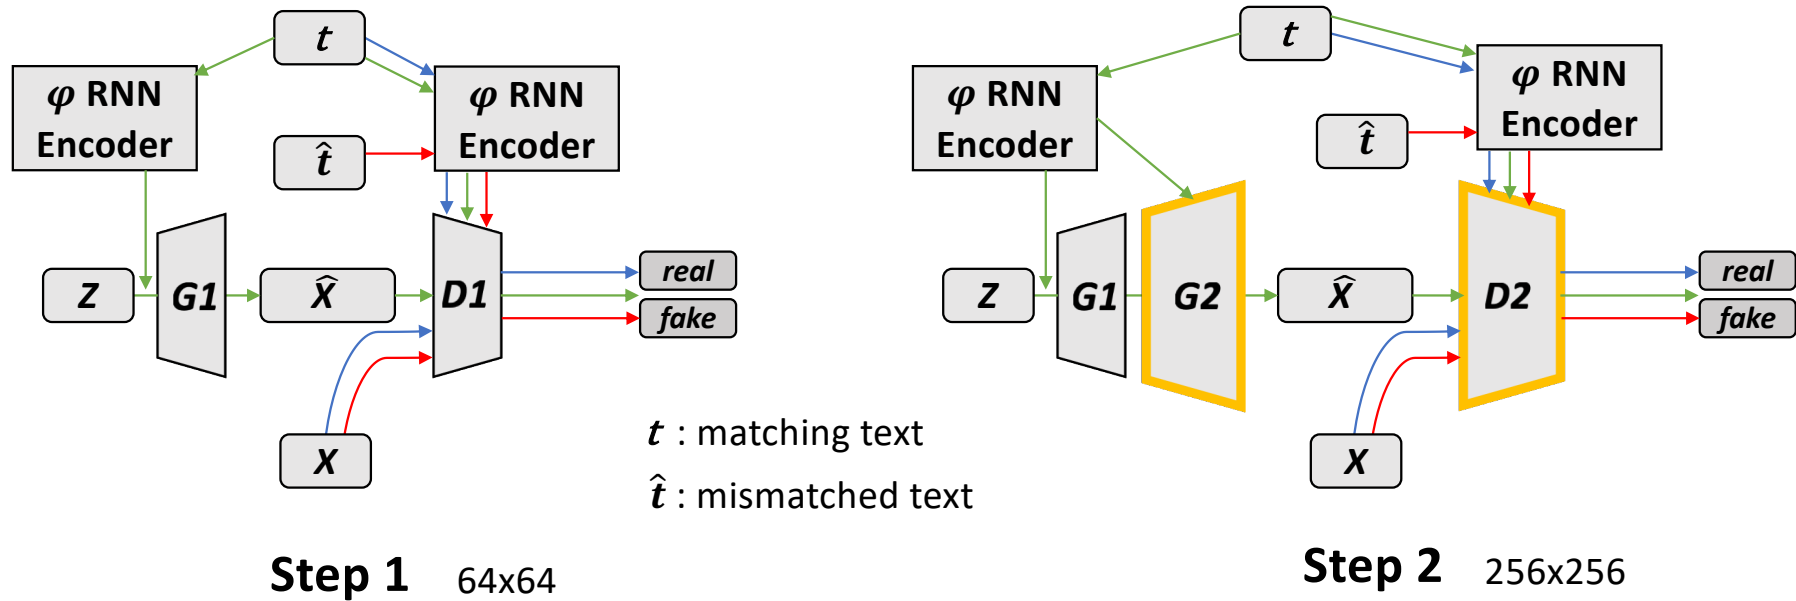 t
φ RNN
Encoder
φ RNN
Encoder
t̂
Z
G1
X̂
D1
real
fake
X
Step 1 64x64
t : matching text
t̂ : mismatched text
t
φ RNN
Encoder
φ RNN
Encoder
t̂
Z
G1
G2
X̂
D2
real
fake
X
Step 2 256x256